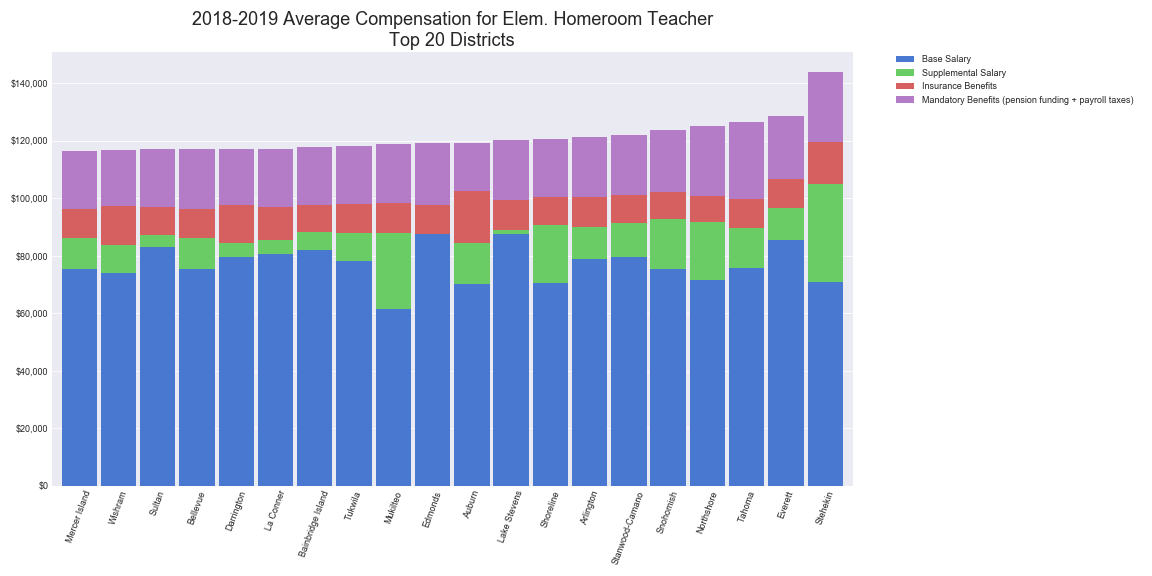 2018-2019 Average Compensation for Elem. Homeroom Teacher
Top 20 Districts
Base Salary
Supplemental Salary
Insurance Benefits
Mandatory Benefits (pension funding + payroll taxes)
$140,000
$120,000
$100,000
$80,000
$60,000
$40,000
$20,000
$0
Mercer Island
Wishram
Sultan
Bellevue
Darrington
La Conner
Bainbridge Island
Tukwila
Mukilteo
Edmonds
Auburn
Lake Stevens
Shoreline
Arlington
Stanwood-Camano
Snohomish
Northshore
Tahoma
Everett
Stehekin